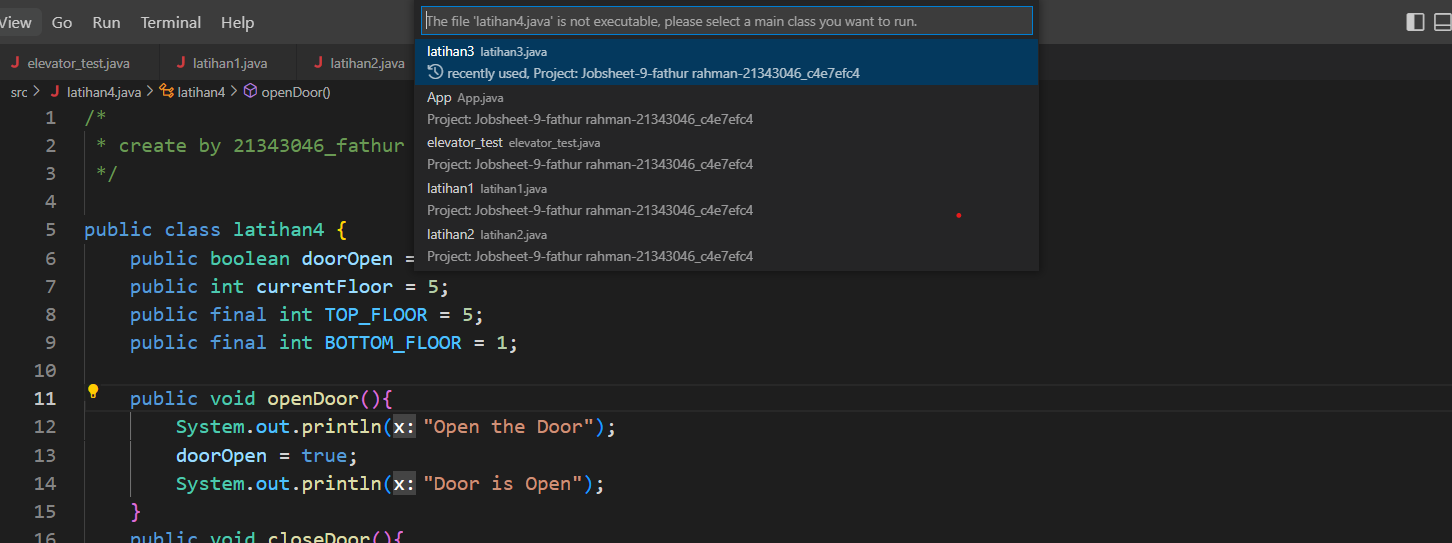 View Go Run Terminal Help
The file 'latihan4.java' is not executable, please select a main class you want to run.
latihan3 latihan3.java
recently used, Project: Jobsheet-9-fathur rahman-21343046_c4e7efc4
App App.java
Project: Jobsheet-9-fathur rahman-21343046_c4e7efc4
elevator_test elevator_test.java
Project: Jobsheet-9-fathur rahman-21343046_c4e7efc4
latihan1 latihan1.java
Project: Jobsheet-9-fathur rahman-21343046_c4e7efc4
latihan2 latihan2.java
Project: Jobsheet-9-fathur rahman-21343046_c4e7efc4
J elevator_test.java J latihan1.java J latihan2.java
src > J latihan4.java > latihan4 > openDoor()
1 /*
2 * create by 21343046_fathur
3 */
4
5 public class latihan4 {
6 public boolean doorOpen =
7 public int currentFloor = 5;
8 public final int TOP_FLOOR = 5;
9 public final int BOTTOM_FLOOR = 1;
10
11 public void openDoor(){
12 System.out.println(x: "Open the Door");
13 doorOpen = true;
14 System.out.println(x: "Door is Open");
15 }
16 public void closeDoor(){